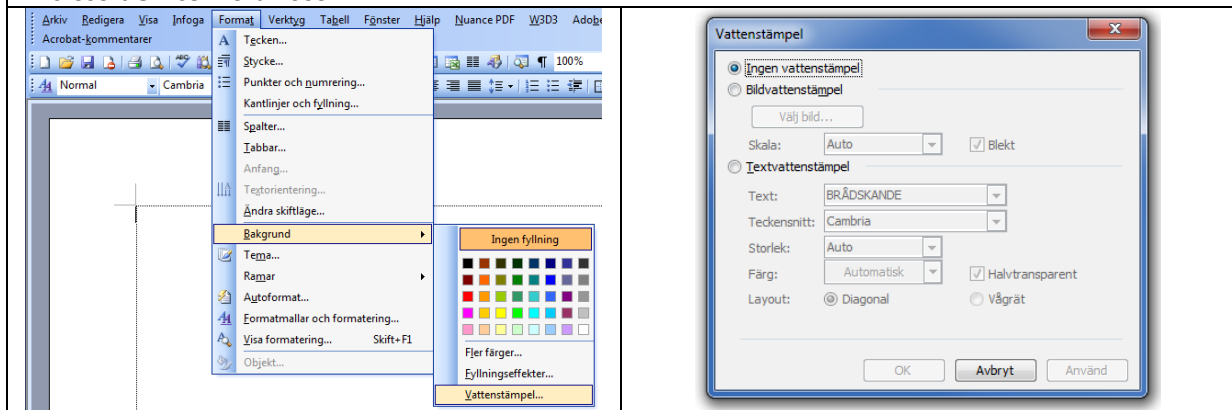 Arkiv Redigera Visa Infoga Format Verktyg Tabell Fönster Hjälp Nuance PDF W3D3
Acrobat-kommentarer
100%
Normal Cambria
Tecken...
Stycke...
Punkter och numrering...
Kantlinjer och fyllning...
Spalter...
Tabbar...
Anfang...
Textorientering...
Ändra skiftläge...
Bakgrund
Tema...
Ramar
Autoformat...
Formatmallar och formatering...
Visa formatering... Skift+F1
Objekt...
Ingen fyllning
Fler färger...
Fyllningseffekter...
Vattenstämpel...
Vattenstämpel
Ingen vattenstämpel
Bildvattenstämpel
Välj bild...
Skala: Auto Blekt
Textvattenstämpel
Text: BRÅDSKANDE
Teckensnitt: Cambria
Storlek: Auto
Färg: Automatisk Halvtransparent
Layout: Diagonal Vågrät
OK Avbryt Använd